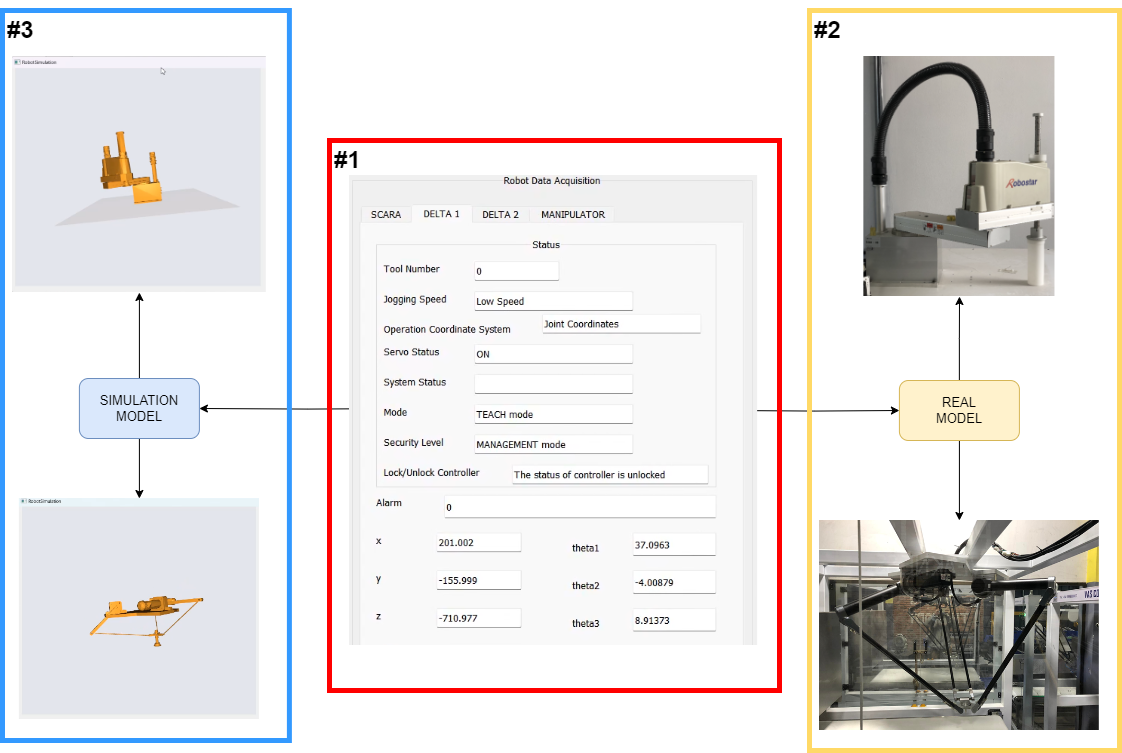 #3
RobotSimulation
SIMULATION
MODEL
RobotSimulation
#1
Robot Data Acquisition
SCARA DELTA 1 DELTA 2 MANIPULATOR
Status
Tool Number 0
Jogging Speed Low Speed
Operation Coordinate System Joint Coordinates
Servo Status ON
System Status
Mode TEACH mode
Security Level MANAGEMENT mode
Lock/Unlock Controller The status of controller is unlocked
Alarm 0
x 201.002 theta1 37.0963
y -155.999 theta2 -4.00879
z -710.977 theta3 8.91373
#2
Robostar
REAL
MODEL